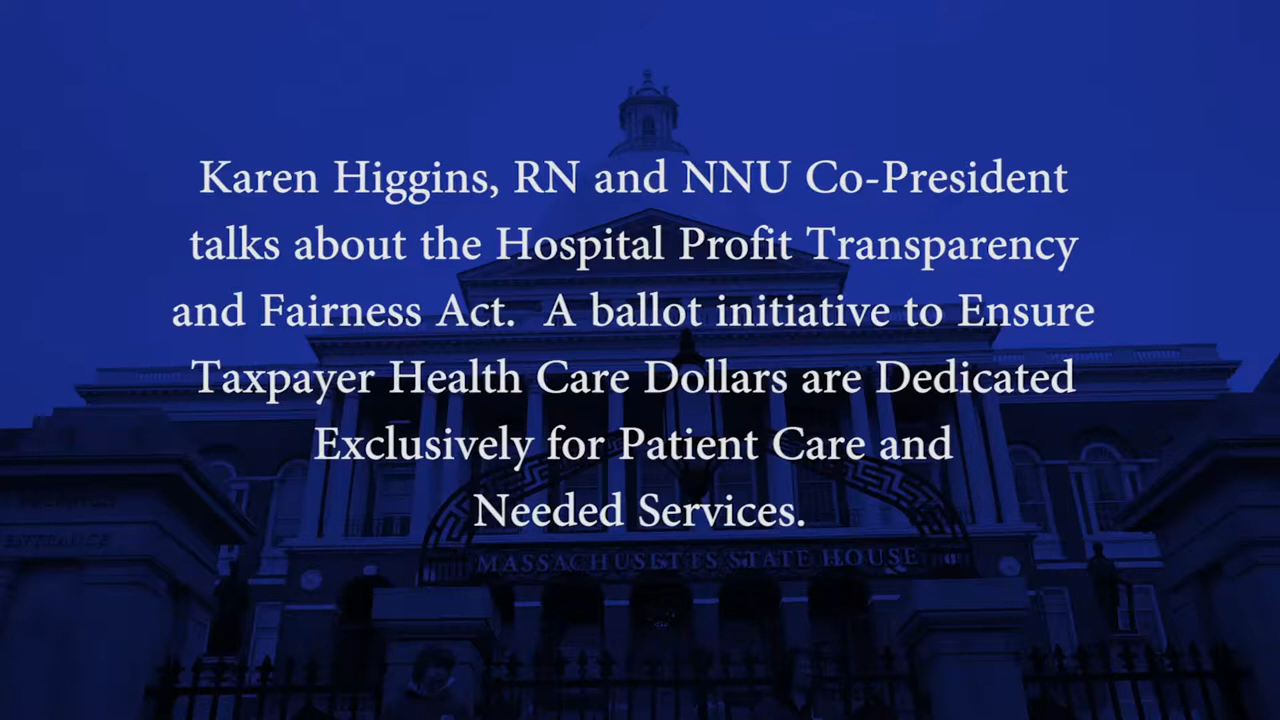 Karen Higgins, RN and NNU Co-President
talks about the Hospital Profit Transparency
and Fairness Act.  A ballot initiative to Ensure
Taxpayer Health Care Dollars are Dedicated
Exclusively for Patient Care and
Needed Services.
MASSACHUSETTS STATE HOUSE
ENTRANCE